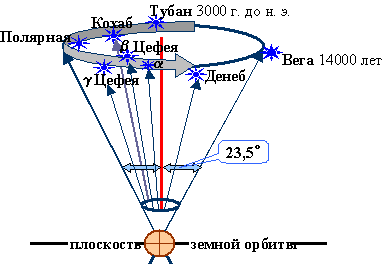 Тубан 3000 г. до н. э.
Кохаб
Полярная
β Цефея
Вега 14000 лет
α
γ Цефея
Денеб
23,5°
плоскость земной орбиты